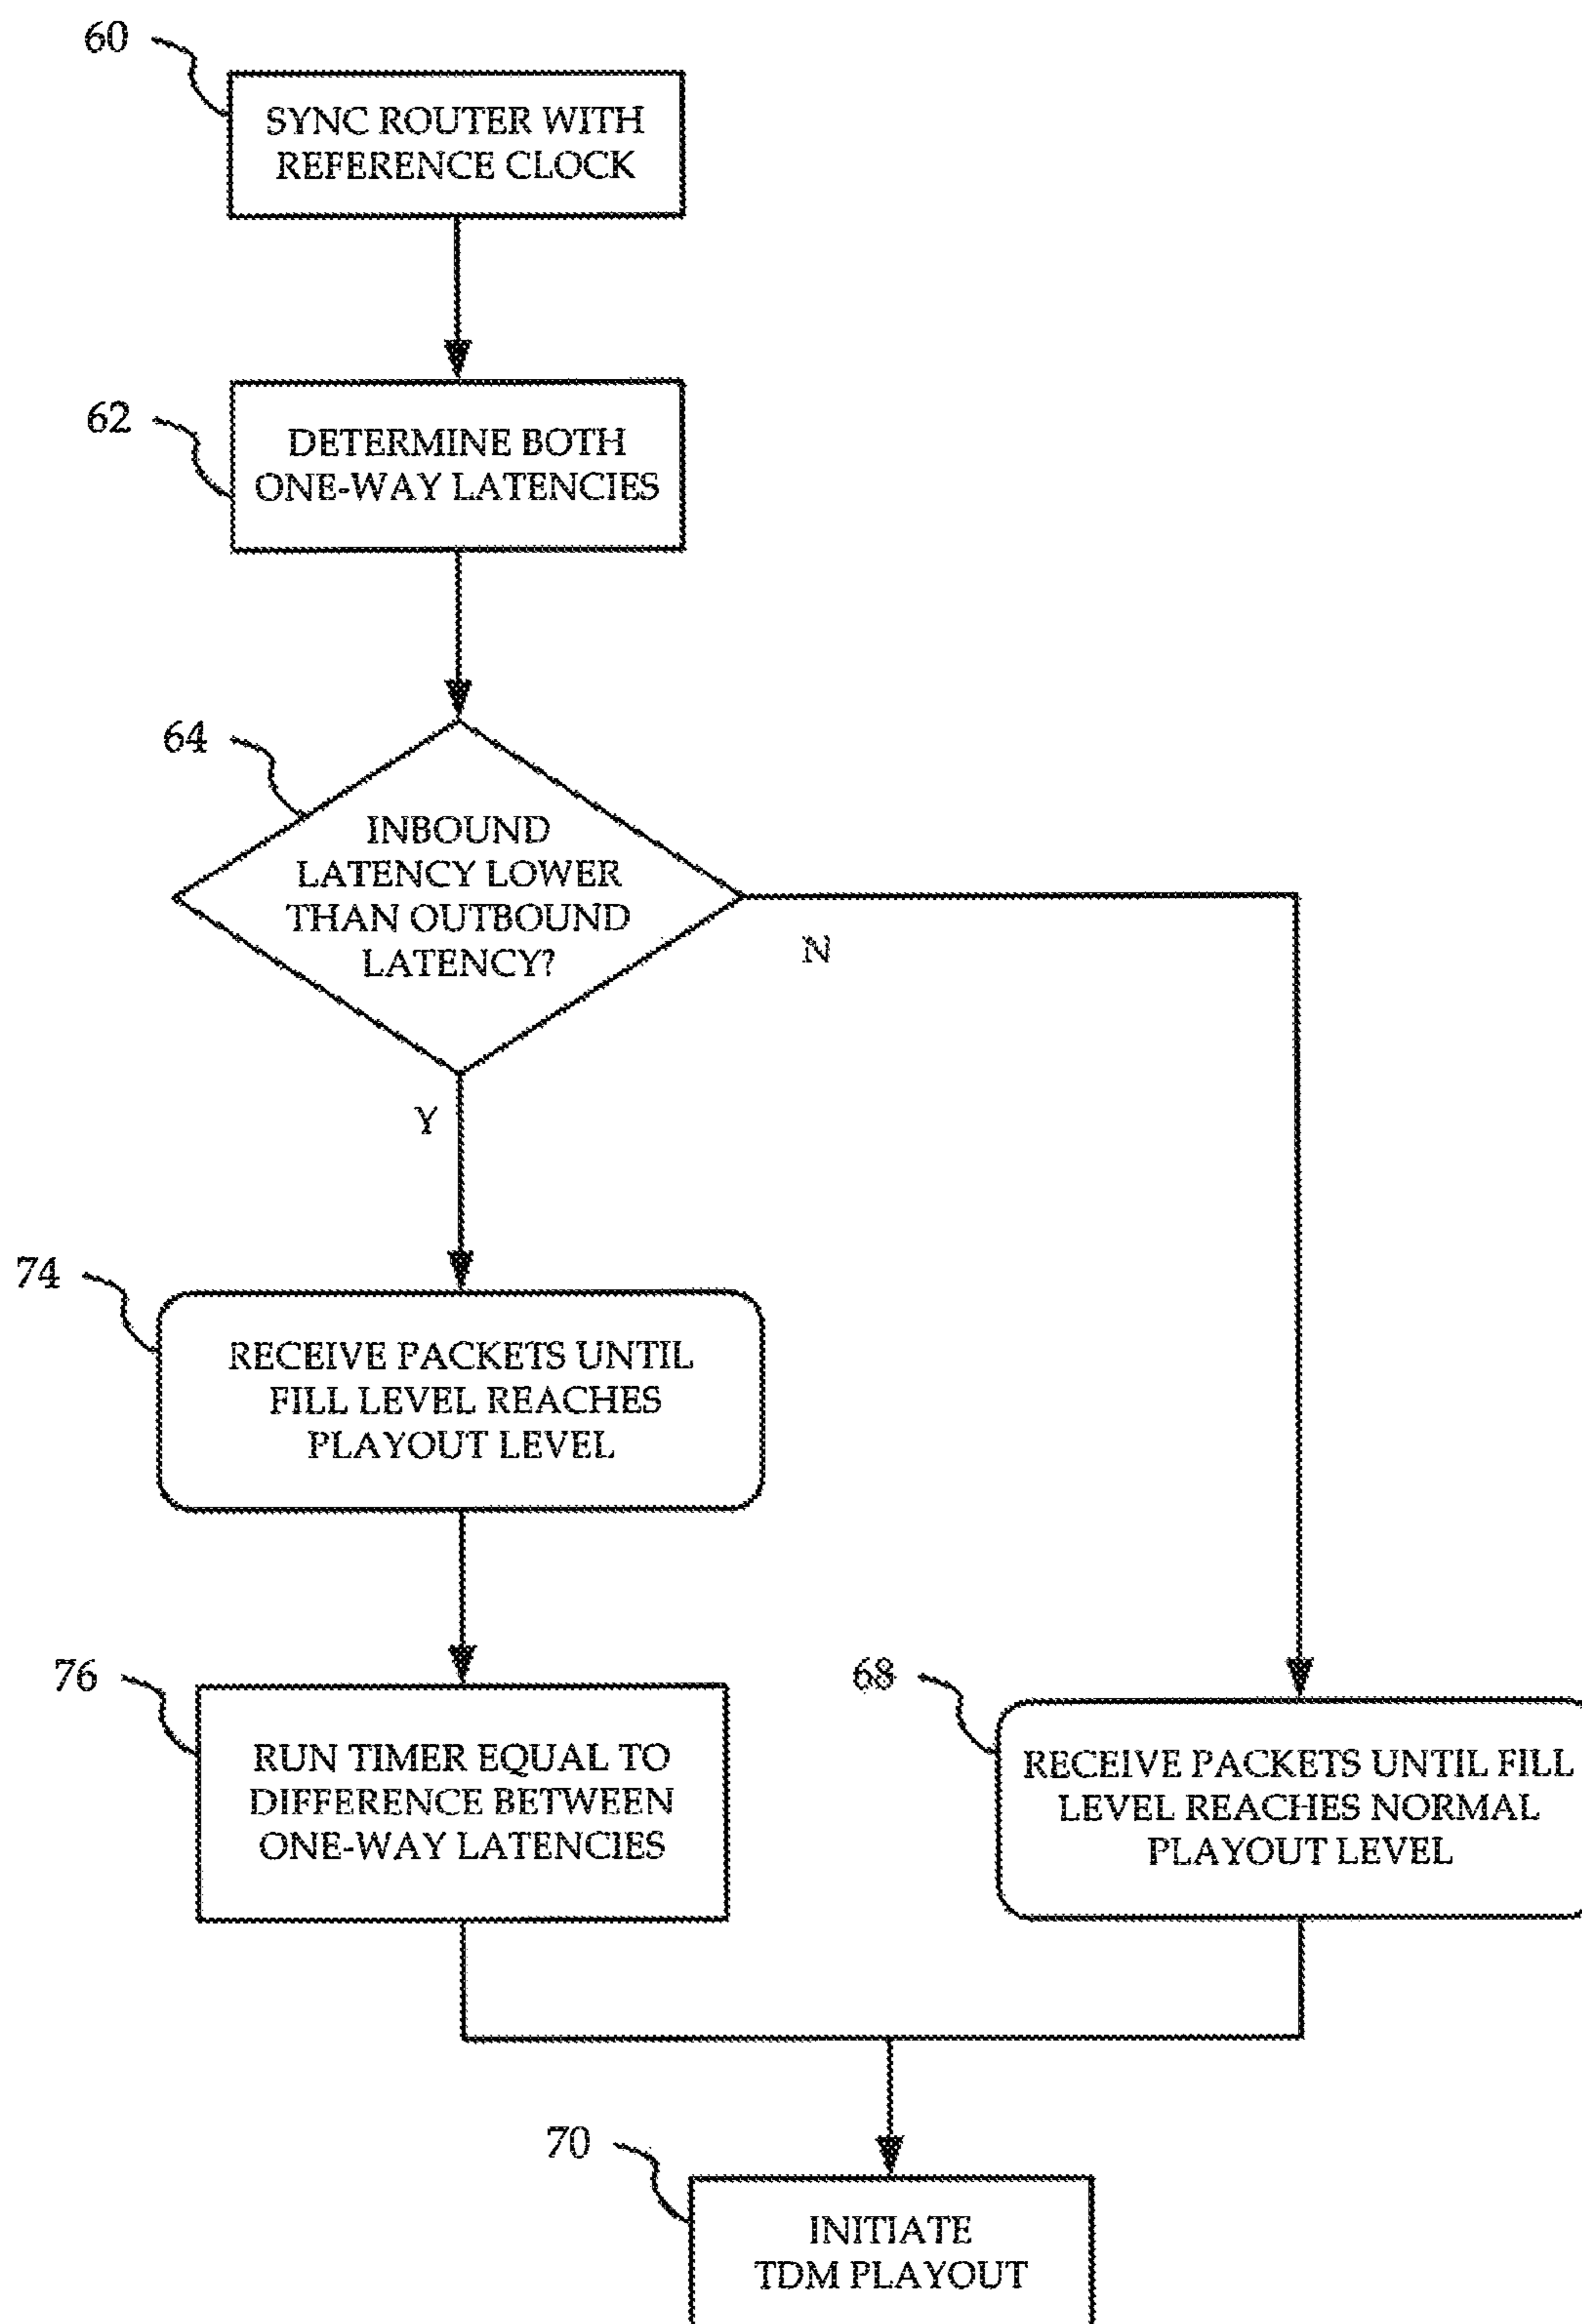 60
SYNC ROUTER WITH
REFERENCE CLOCK
62
DETERMINE BOTH
ONE-WAY LATENCIES
64
INBOUND
LATENCY LOWER
THAN OUTBOUND
LATENCY?
N
Y
74
RECEIVE PACKETS UNTIL
FILL LEVEL REACHES
PLAYOUT LEVEL
76
RUN TIMER EQUAL TO
DIFFERENCE BETWEEN
ONE-WAY LATENCIES
68
RECEIVE PACKETS UNTIL FILL
LEVEL REACHES NORMAL
PLAYOUT LEVEL
70
INITIATE
TDM PLAYOUT